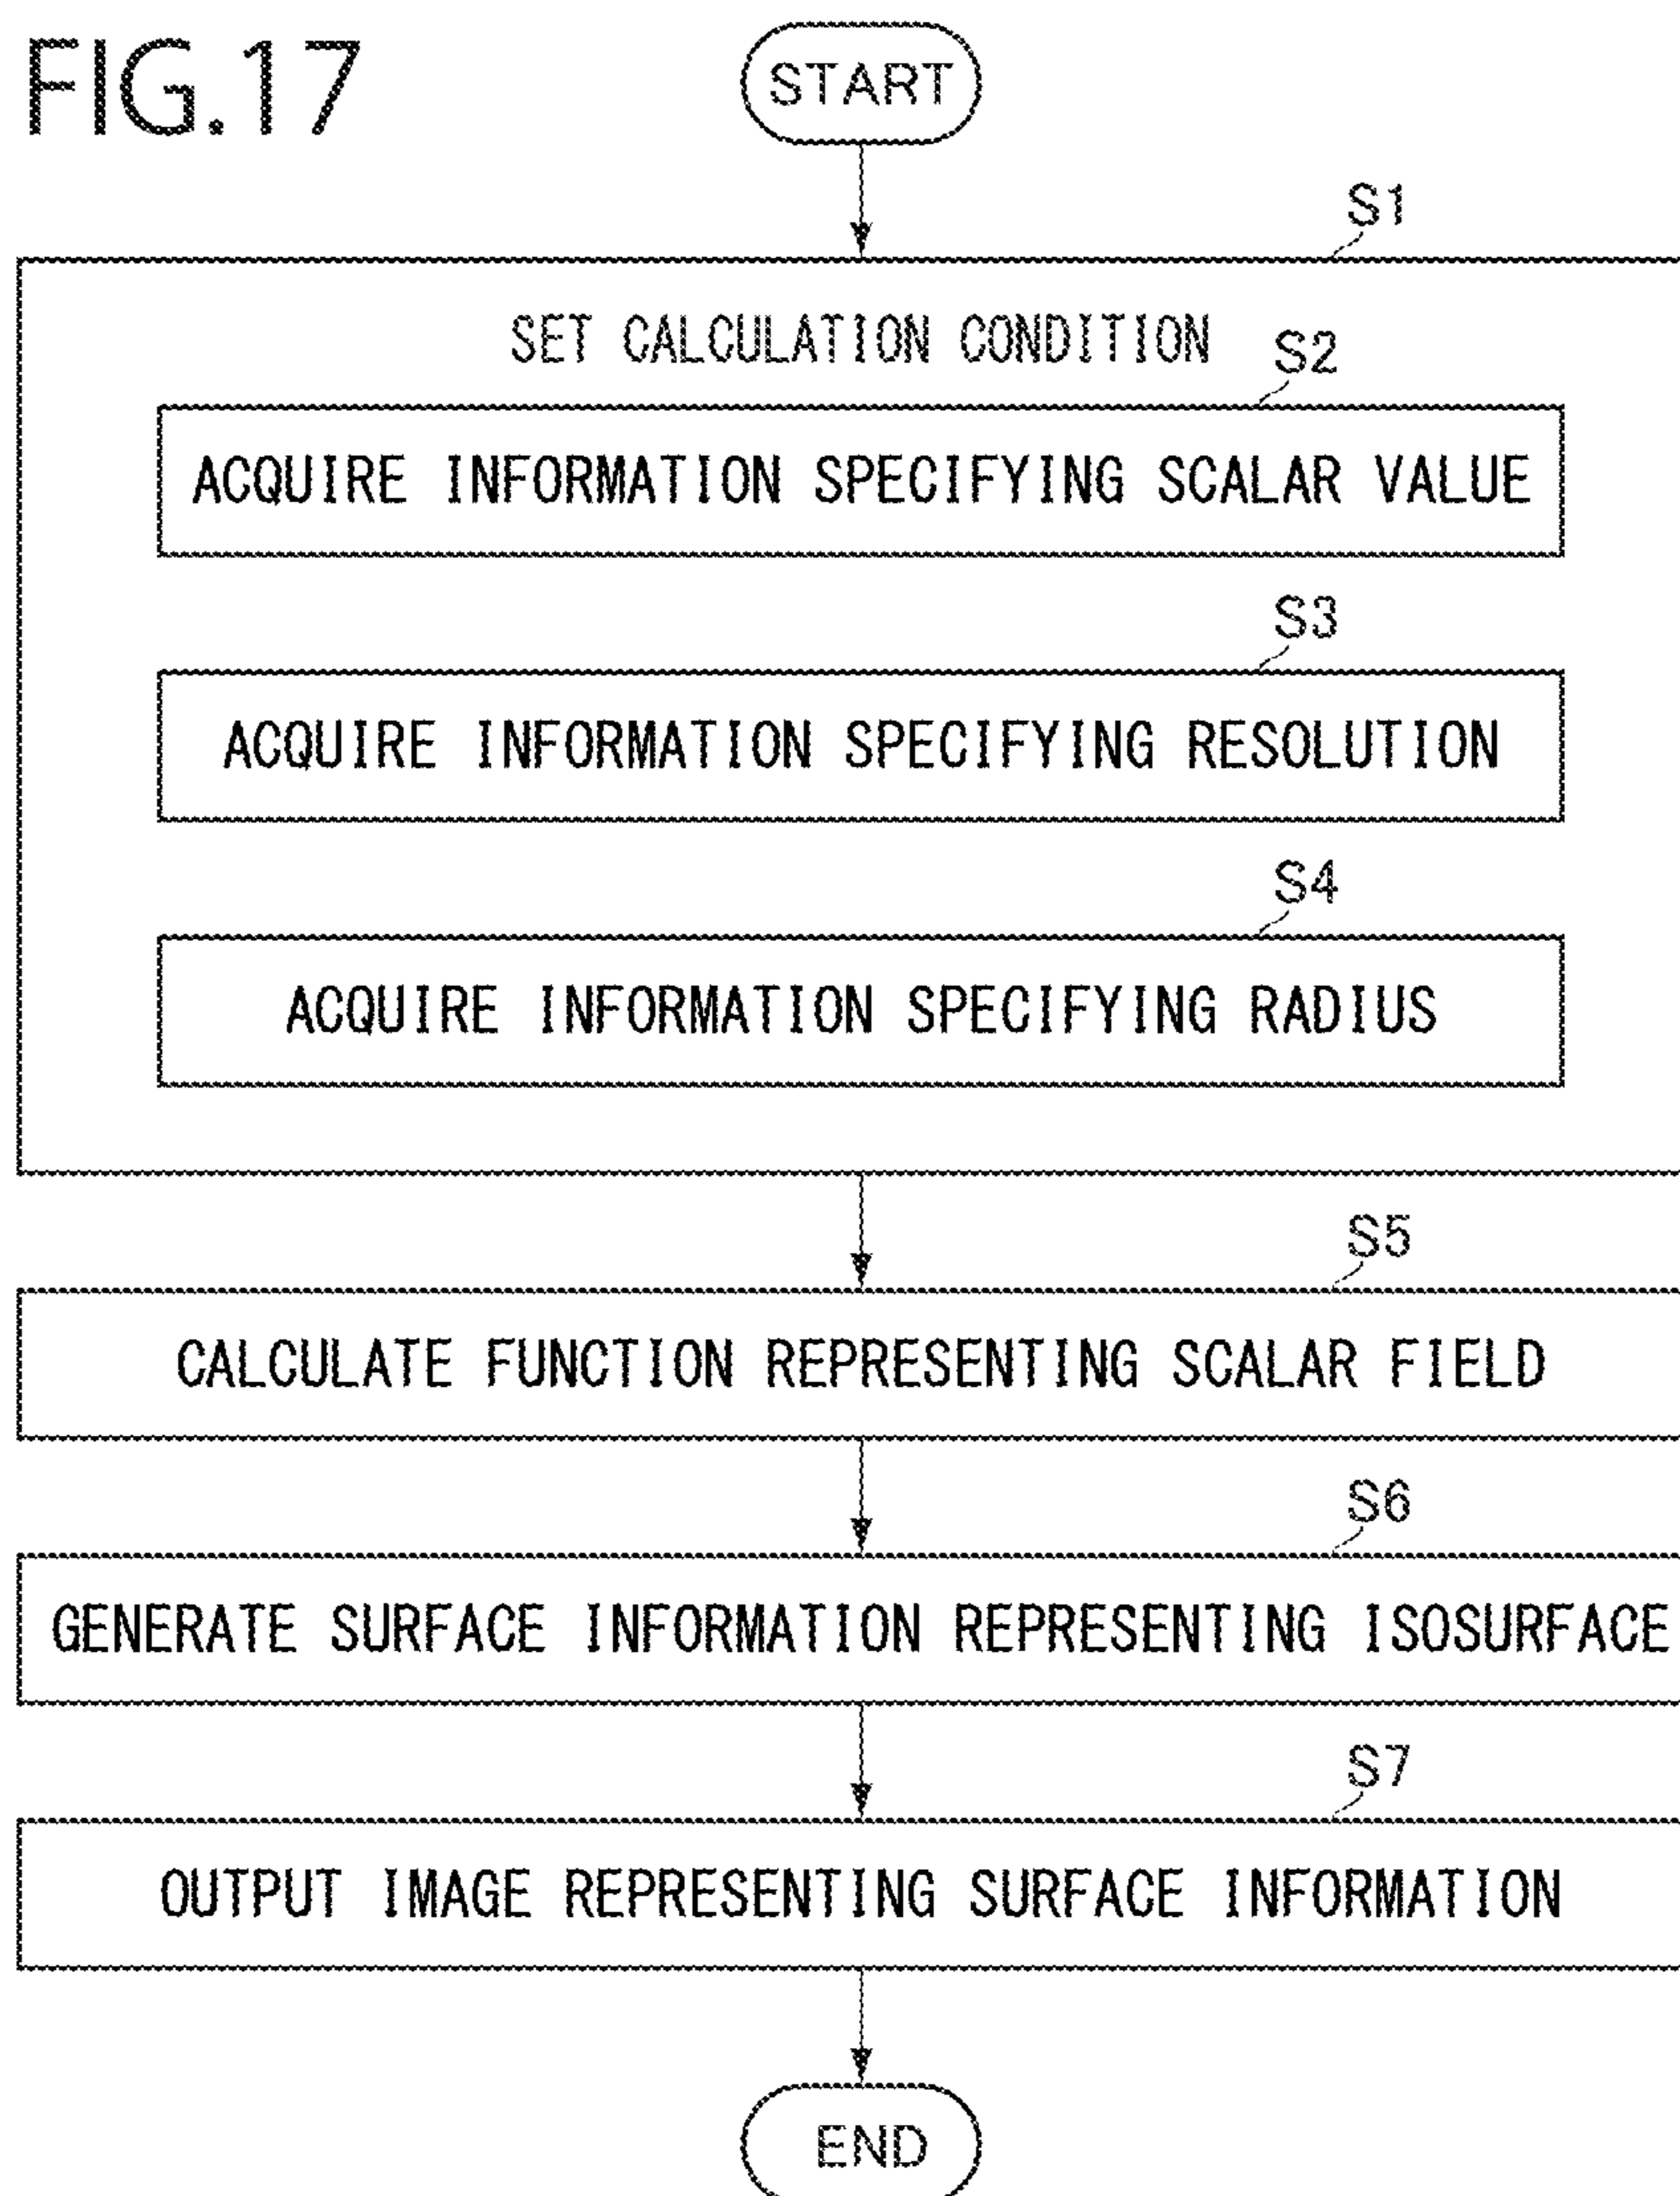 FIG.17
START
S1
SET CALCULATION CONDITION
S2
ACQUIRE INFORMATION SPECIFYING SCALAR VALUE
S3
ACQUIRE INFORMATION SPECIFYING RESOLUTION
S4
ACQUIRE INFORMATION SPECIFYING RADIUS
S5
CALCULATE FUNCTION REPRESENTING SCALAR FIELD
S6
GENERATE SURFACE INFORMATION REPRESENTING ISOSURFACE
S7
OUTPUT IMAGE REPRESENTING SURFACE INFORMATION
END